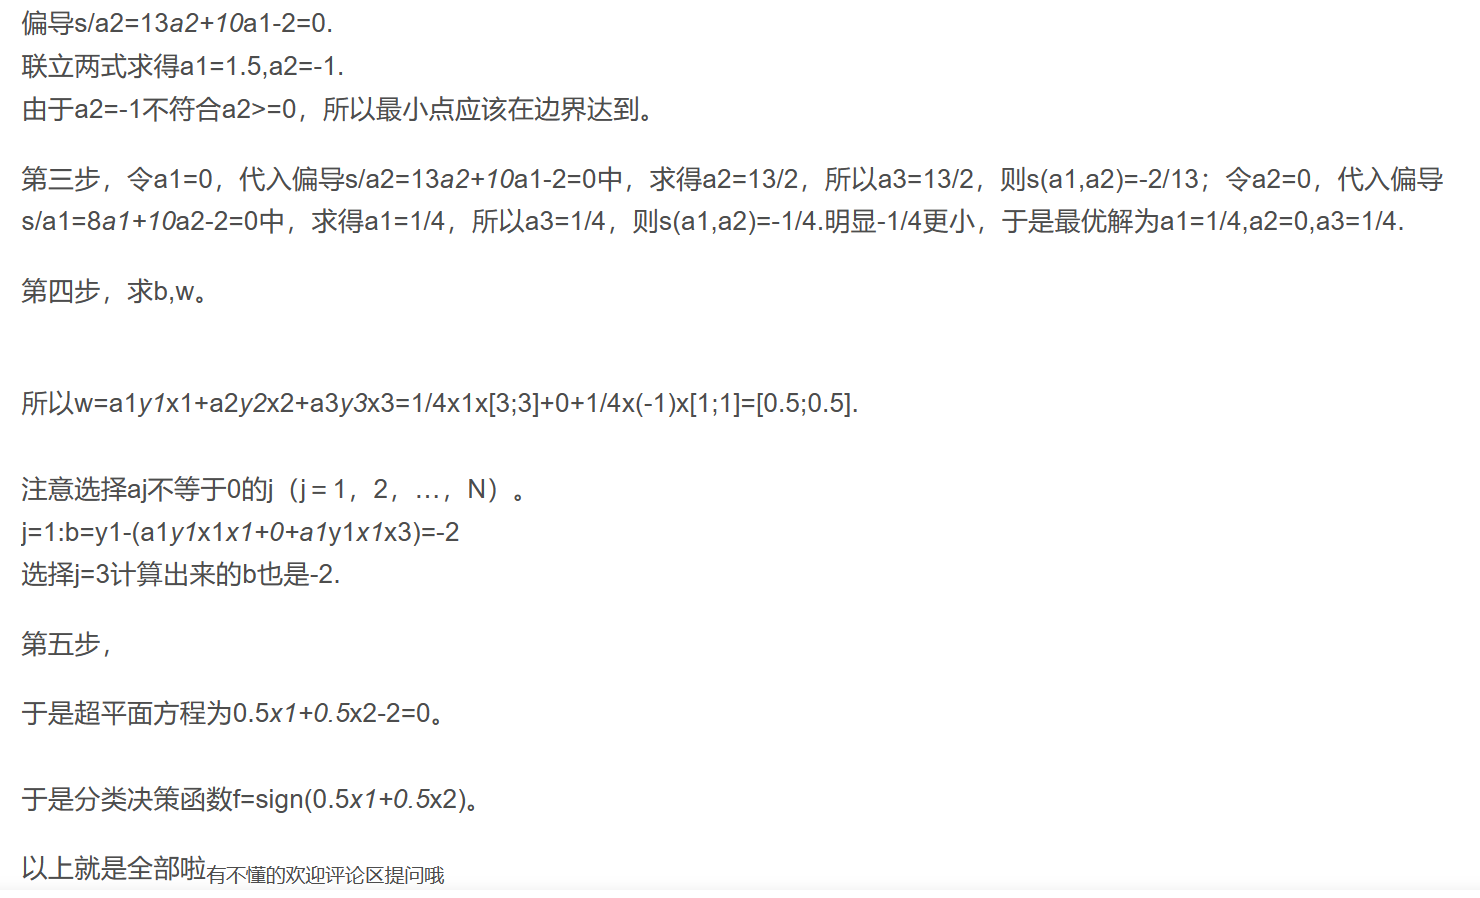 偏导s/a2=13a2+10a1-2=0.
联立两式求得a1=1.5,a2=-1.
由于a2=-1不符合a2>=0，所以最小点应该在边界达到。
第三步，令a1=0，代入偏导s/a2=13a2+10a1-2=0中，求得a2=13/2，所以a3=13/2，则s(a1,a2)=-2/13；令a2=0，代入偏导
s/a1=8a1+10a2-2=0中，求得a1=1/4，所以a3=1/4，则s(a1,a2)=-1/4.明显-1/4更小，于是最优解为a1=1/4,a2=0,a3=1/4.
第四步，求b,w。
所以w=a1y1x1+a2y2x2+a3y3x3=1/4x1x[3;3]+0+1/4x(-1)x[1;1]=[0.5;0.5].
注意选择aj不等于0的j（j＝1，2，…，N）。
j=1:b=y1-(a1y1x1x1+0+a1y1x1x3)=-2
选择j=3计算出来的b也是-2.
第五步，
于是超平面方程为0.5x1+0.5x2-2=0。
于是分类决策函数f=sign(0.5x1+0.5x2)。
以上就是全部啦有不懂的欢迎评论区提问哦